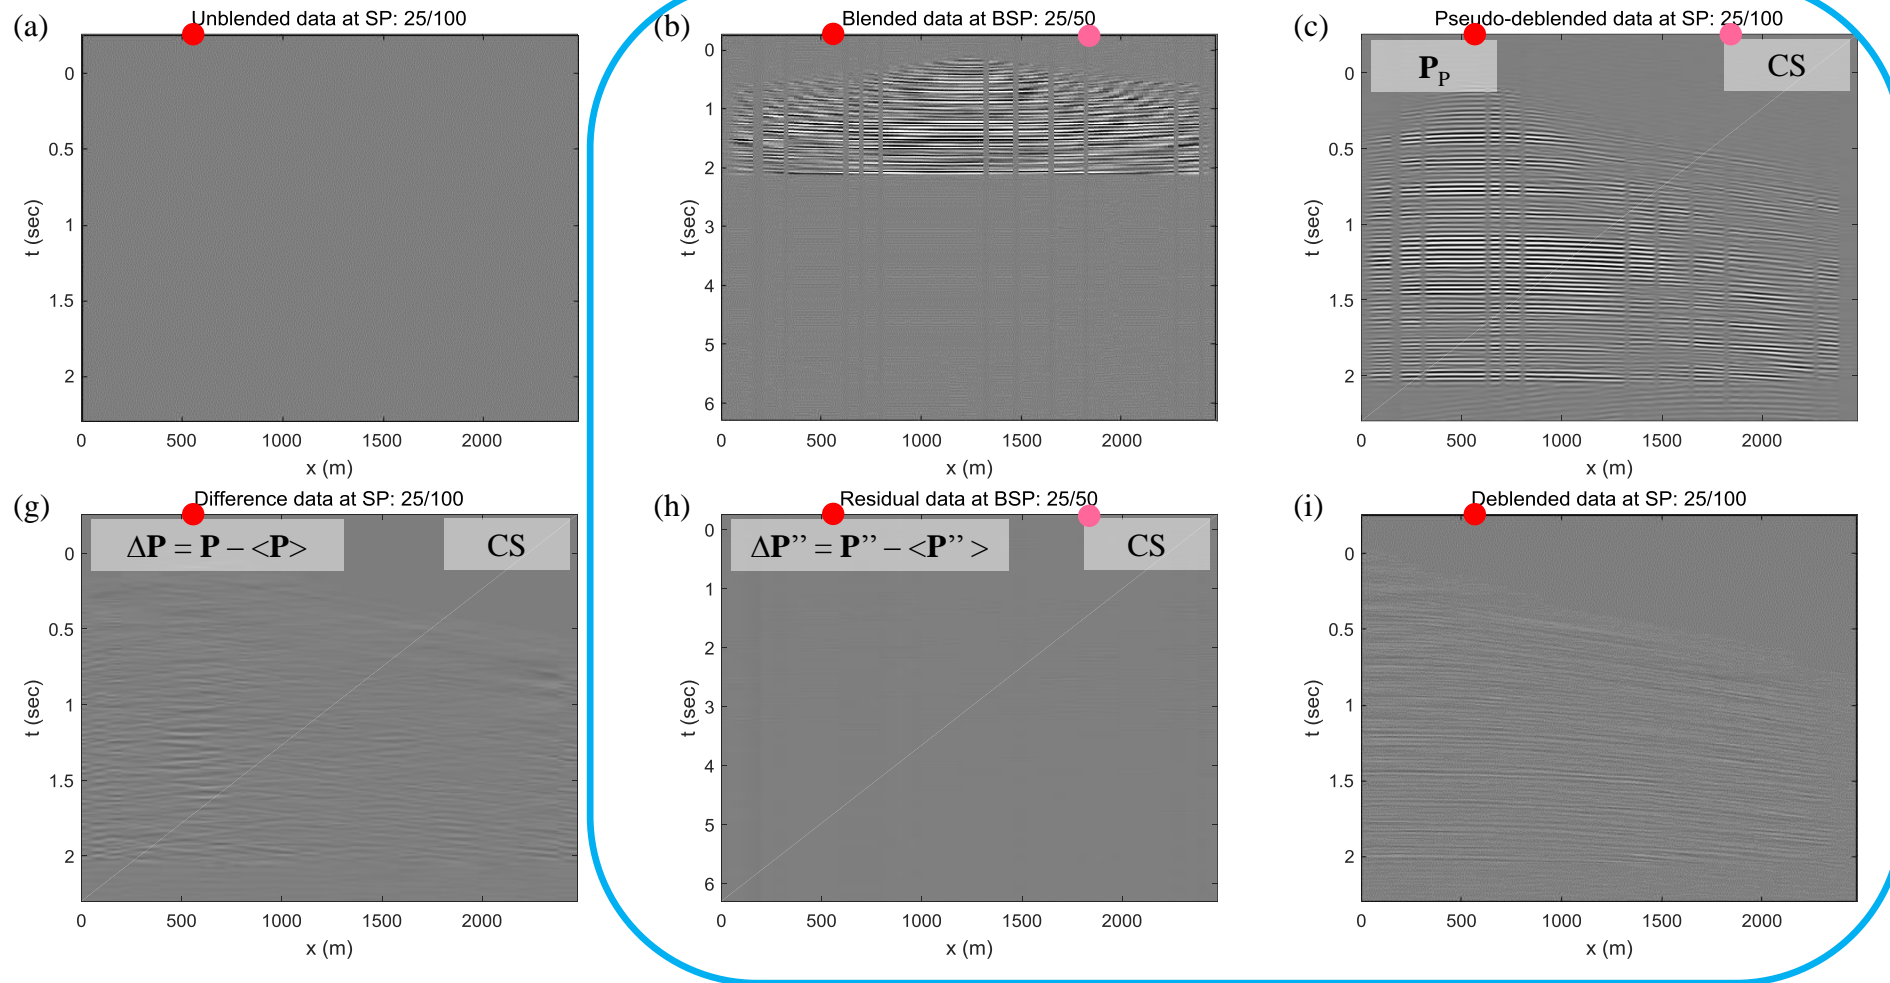 (a) Unblended data at SP: 25/100
0
0.5
1
1.5
2
t (sec)
0 500 1000 1500 2000
x (m)
(b) Blended data at BSP: 25/50
0
1
2
3
4
5
6
t (sec)
0 500 1000 1500 2000
x (m)
(c) Pseudo-deblended data at SP: 25/100
P_P CS
0
0.5
1
1.5
2
t (sec)
0 500 1000 1500 2000
x (m)
(g) Difference data at SP: 25/100
ΔP = P – <P> CS
0
0.5
1
1.5
2
t (sec)
0 500 1000 1500 2000
x (m)
(h) Residual data at BSP: 25/50
ΔP’’ = P’’ – <P’’ > CS
0
1
2
3
4
5
6
t (sec)
0 500 1000 1500 2000
x (m)
(i) Deblended data at SP: 25/100
0
0.5
1
1.5
2
t (sec)
0 500 1000 1500 2000
x (m)